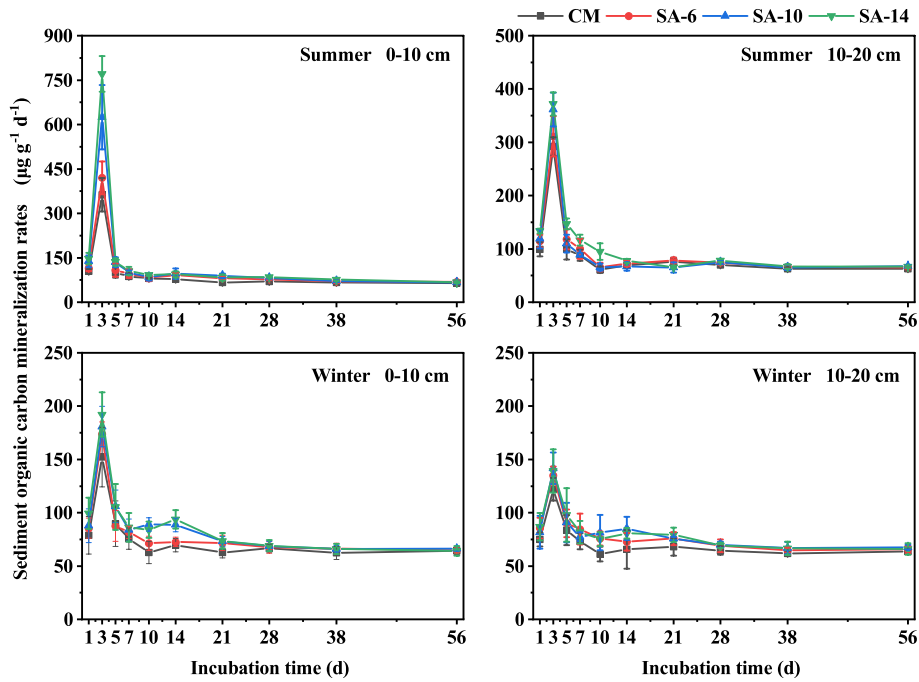 CM SA-6 SA-10 SA-14
Summer 0-10 cm
900
750
600
450
300
150
0
1 3 5 7 10 14 21 28 38 56
Summer 10-20 cm
500
400
300
200
100
0
1 3 5 7 10 14 21 28 38 56
Sediment organic carbon mineralization rates (μg g⁻¹ d⁻¹)
Winter 0-10 cm
250
200
150
100
50
0
1 3 5 7 10 14 21 28 38 56
Incubation time (d)
Winter 10-20 cm
250
200
150
100
50
0
1 3 5 7 10 14 21 28 38 56
Incubation time (d)